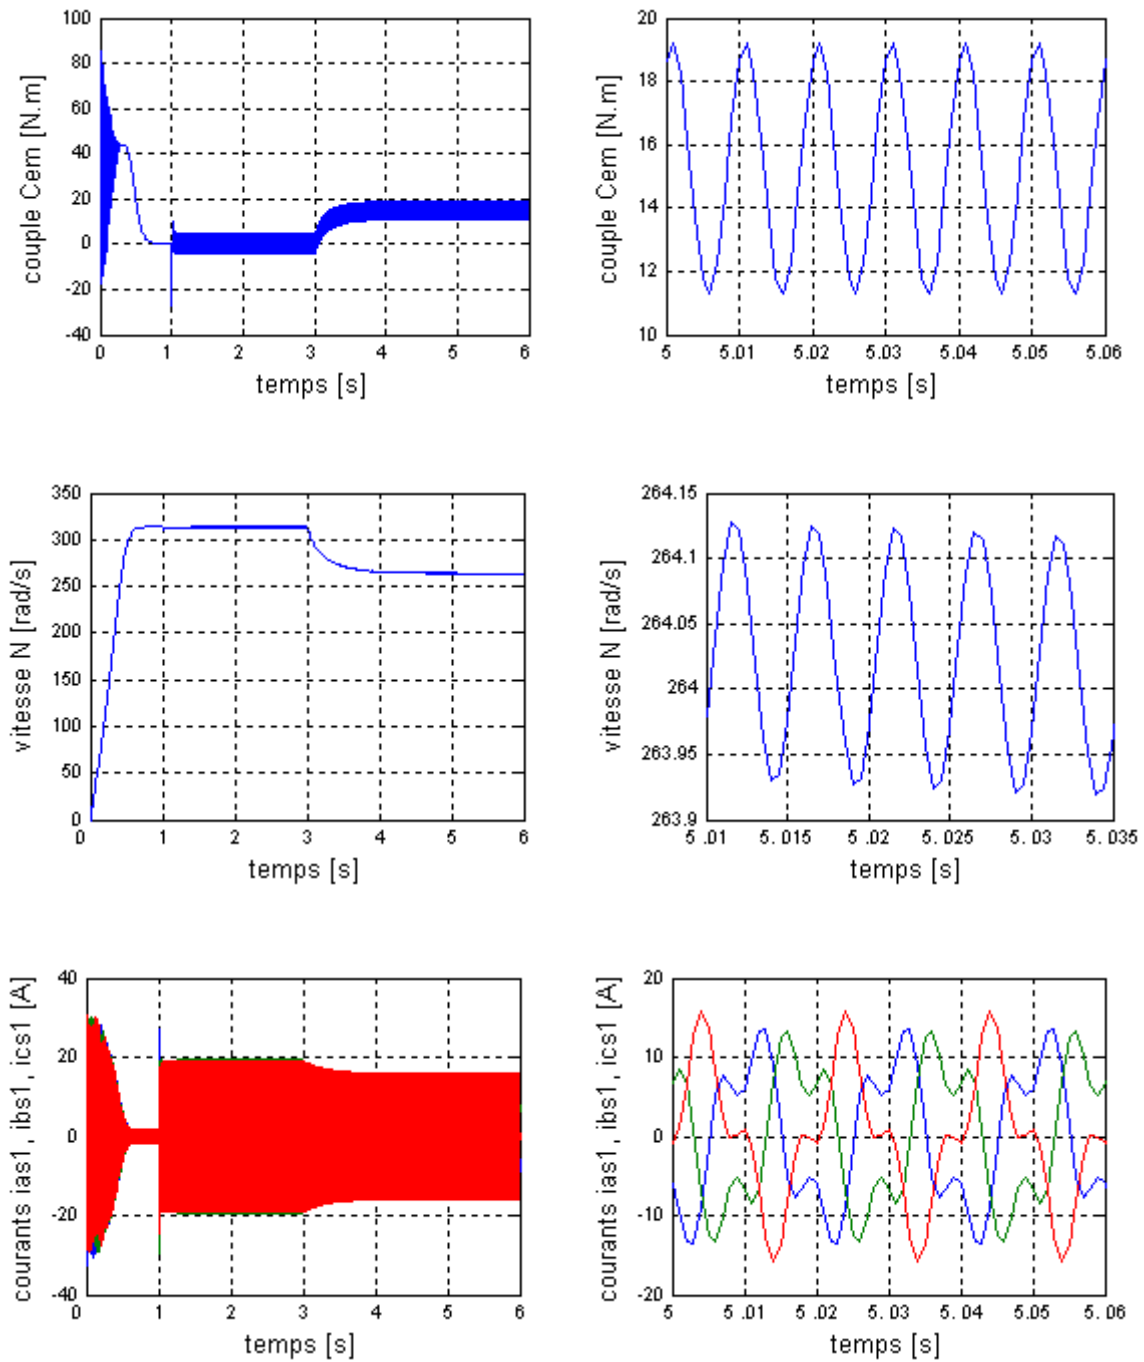 couple Cem [N.m]
100
80
60
40
20
0
-20
-40
0 1 2 3 4 5 6
temps [s]
couple Cem [N.m]
20
18
16
14
12
10
5 5.01 5.02 5.03 5.04 5.05 5.06
temps [s]
vitesse N [rad/s]
350
300
250
200
150
100
50
0
0 1 2 3 4 5 6
temps [s]
vitesse N [rad/s]
264.15
264.1
264.05
264
263.95
263.9
5.01 5.015 5.02 5.025 5.03 5.035
temps [s]
courants ias1, ibs1, ics1 [A]
40
20
0
-20
-40
0 1 2 3 4 5 6
temps [s]
courants ias1, ibs1, ics1 [A]
20
10
0
-10
-20
5 5.01 5.02 5.03 5.04 5.05 5.06
temps [s]